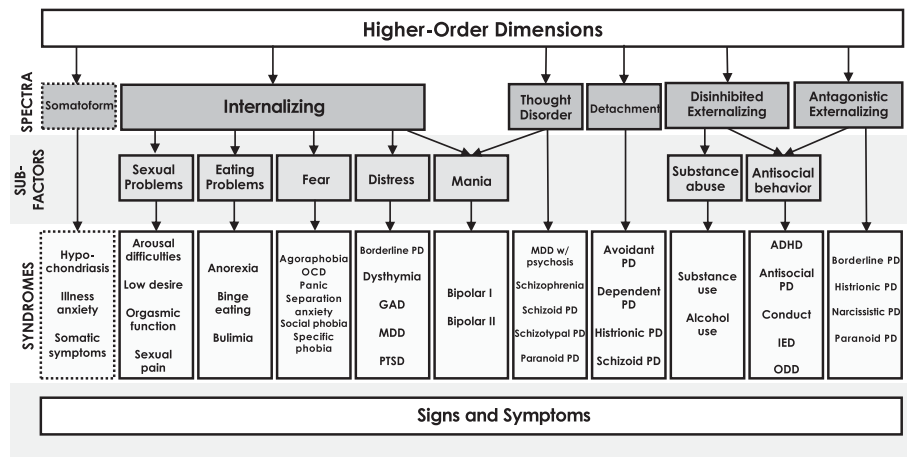 Higher-Order Dimensions
SPECTRA
Somatoform
Internalizing
Thought
Disorder
Detachment
Disinhibited
Externalizing
Antagonistic
Externalizing
SUB-
FACTORS
Sexual
Problems
Eating
Problems
Fear
Distress
Mania
Substance
abuse
Antisocial
behavior
SYNDROMES
Hypo-
chondriasis
Illness
anxiety
Somatic
symptoms
Arousal
difficulties
Low desire
Orgasmic
function
Sexual
pain
Anorexia
Binge
eating
Bulimia
Agoraphobia
OCD
Panic
Separation
anxiety
Social phobia
Specific
phobia
Borderline PD
Dysthymia
GAD
MDD
PTSD
Bipolar I
Bipolar II
MDD w/
psychosis
Schizophrenia
Schizoid PD
Schizotypal PD
Paranoid PD
Avoidant
PD
Dependent
PD
Histrionic PD
Schizoid PD
Substance
use
Alcohol
use
ADHD
Antisocial
PD
Conduct
IED
ODD
Borderline PD
Histrionic PD
Narcissistic PD
Paranoid PD
Signs and Symptoms